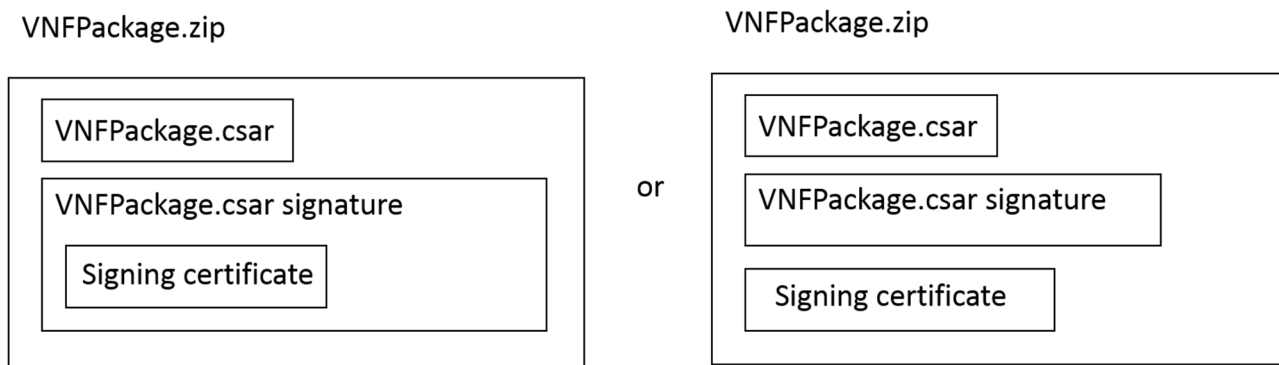 VNFPackage.zip
VNFPackage.csar
VNFPackage.csar signature
Signing certificate
or
VNFPackage.zip
VNFPackage.csar
VNFPackage.csar signature
Signing certificate